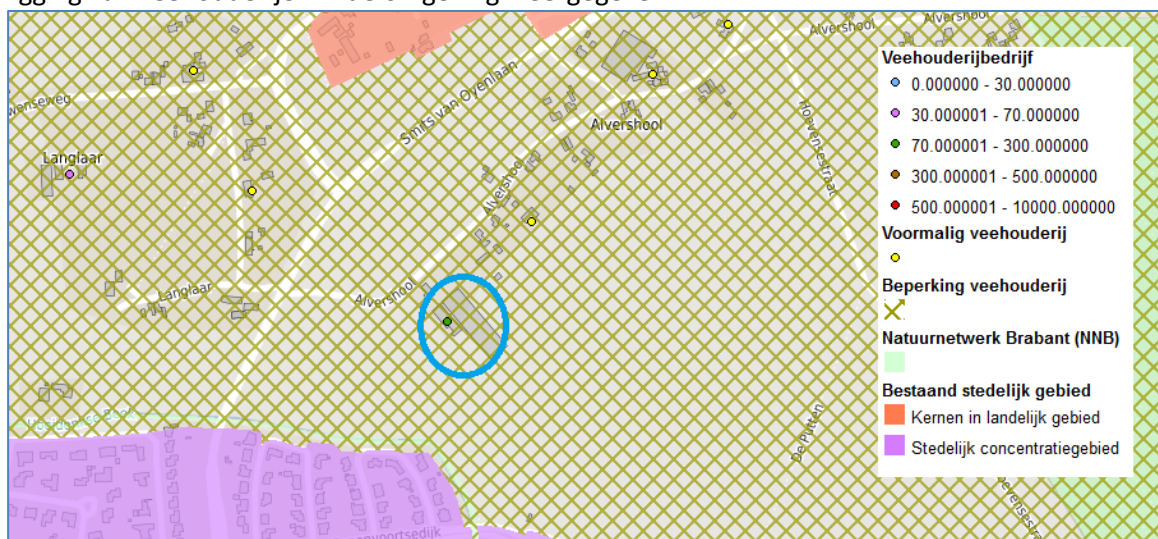 Alvershool
Alvershool
Smits van Oyenlaan
Alvershool
Hoevensestraat
Langlaar
Langlaar
Alvershool
De Putten
Veehouderijbedrijf
0.000000 - 30.000000
30.000001 - 70.000000
70.000001 - 300.000000
300.000001 - 500.000000
500.000001 - 10000.000000
Voormalig veehouderij
Beperking veehouderij
Natuurnetwerk Brabant (NNB)
Bestaand stedelijk gebied
Kernen in landelijk gebied
Stedelijk concentratiegebied